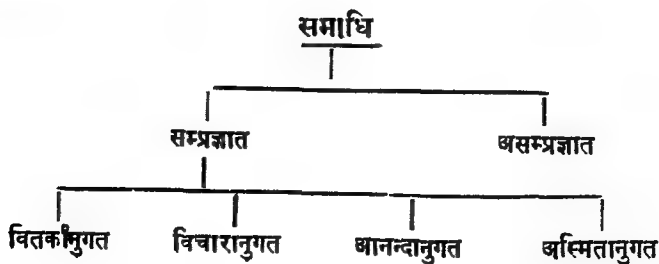 समाधि
सम्प्रज्ञात असम्प्रज्ञात
वितर्कानुगत विचारानुगत आनन्दानुगत अस्मितानुगत